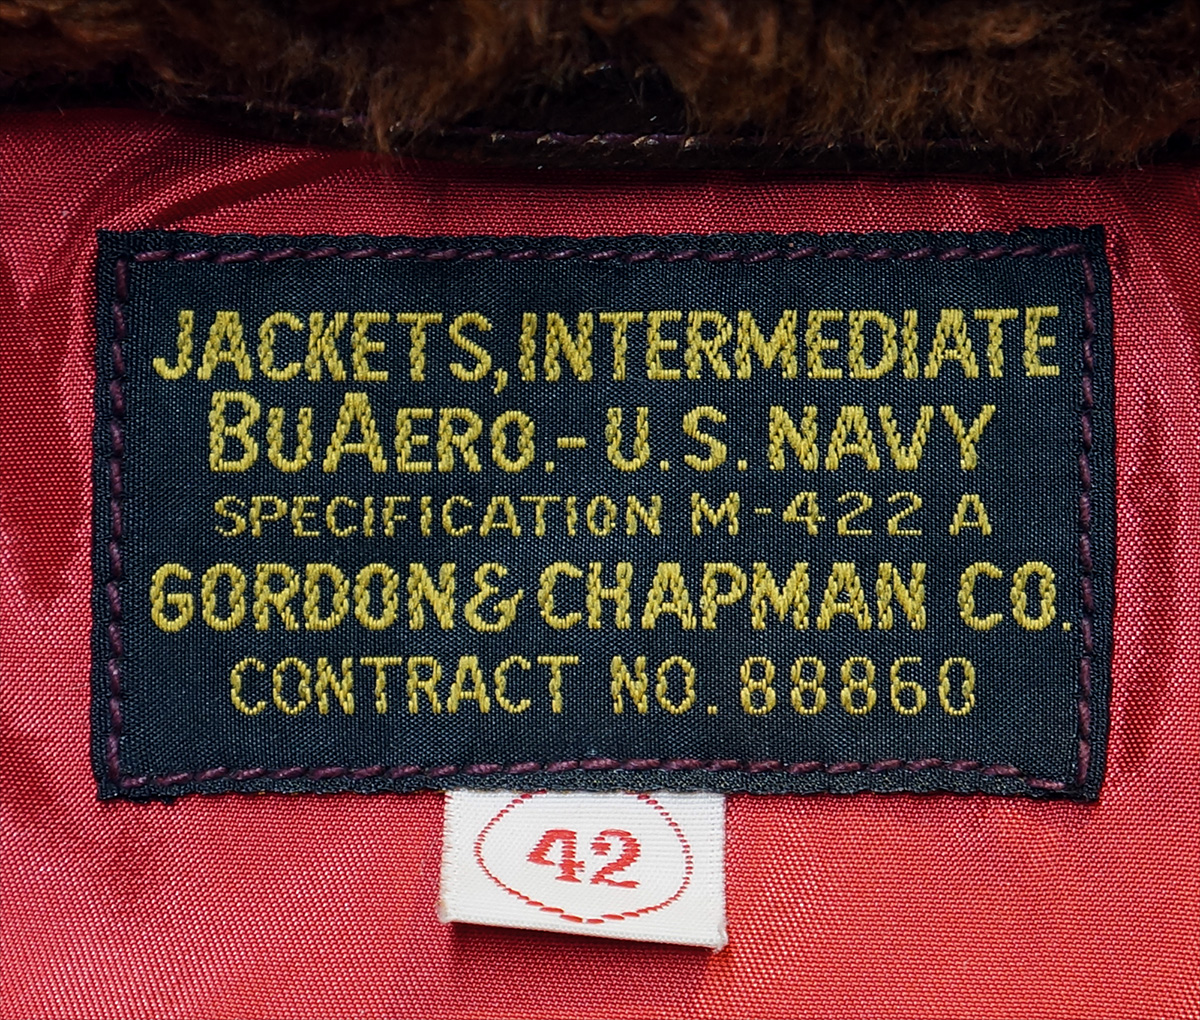 JACKETS, INTERMEDIATE
BUAERO.-U.S. NAVY
SPECIFICATION M-422 A
GORDON & CHAPMAN CO.
CONTRACT NO. 88860
42